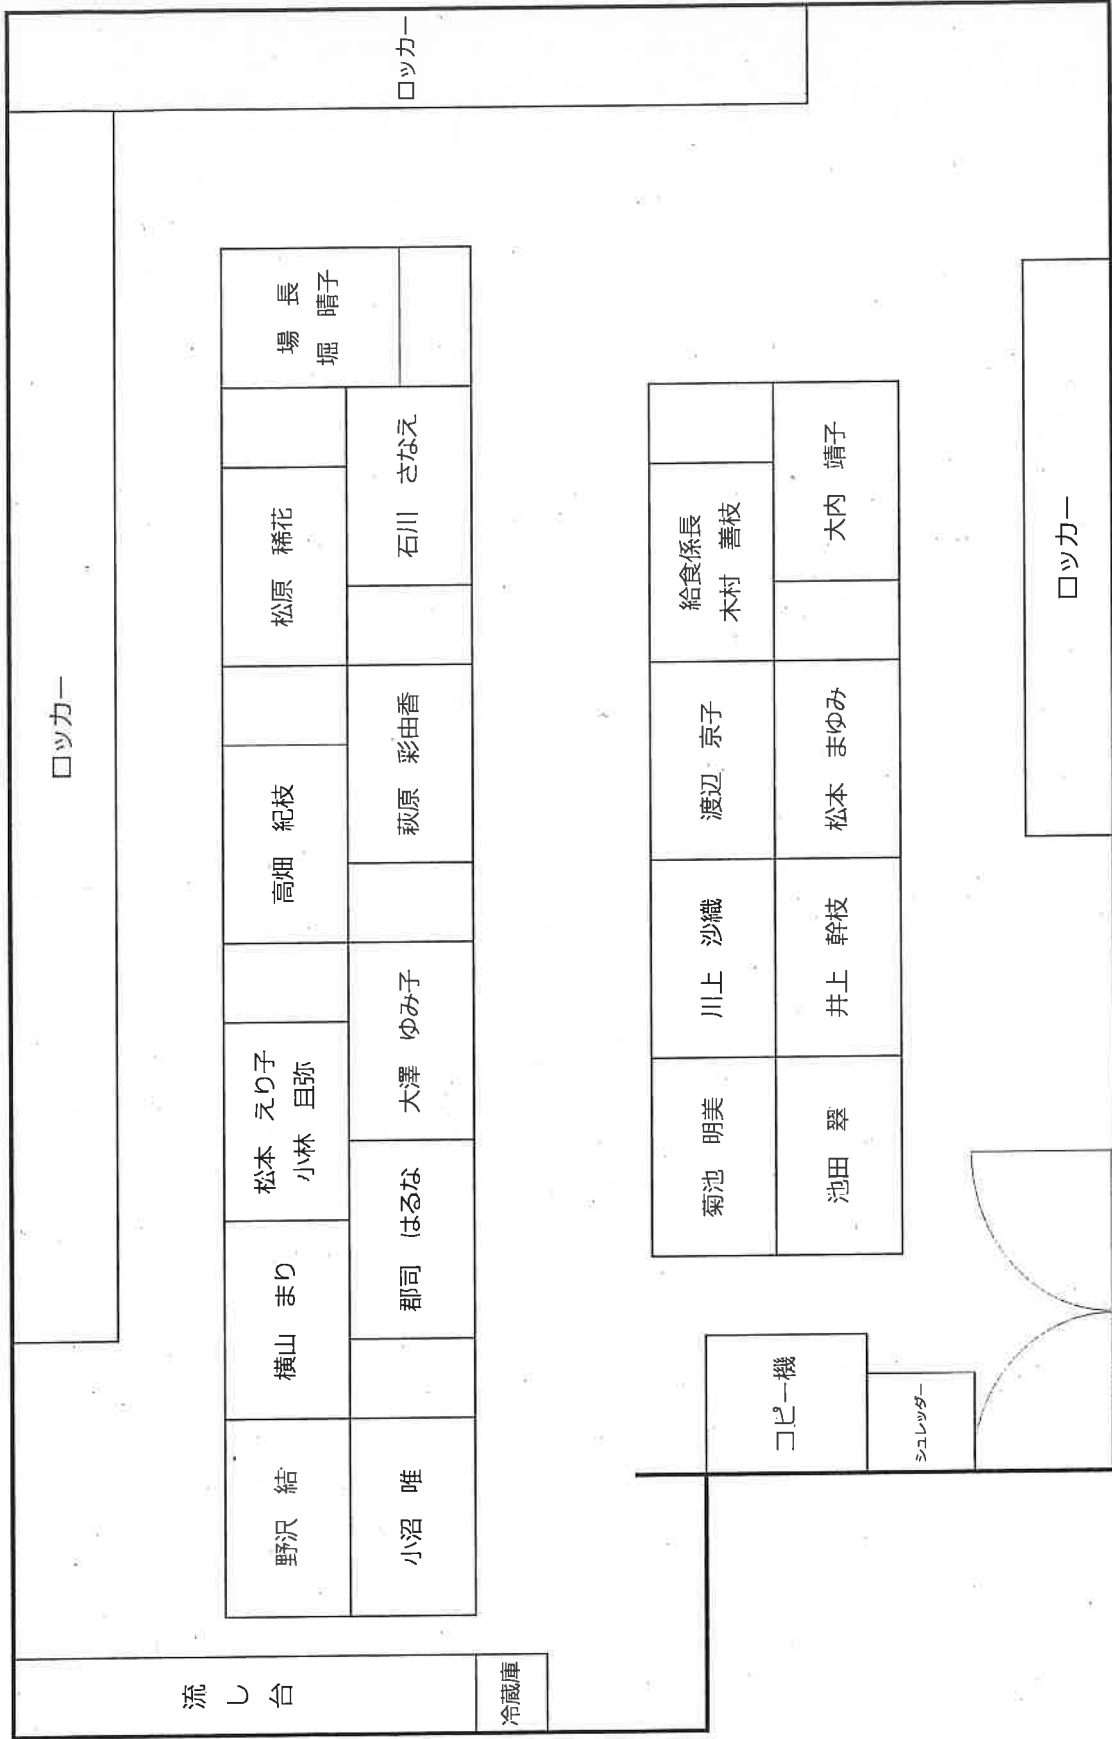 ロッカー
ロッカー
場　長
堀　晴子
松原　稀花
石川　さなえ
高畑　紀枝
萩原　彩由香
松本　えり子
小林　且弥
大澤　ゆみ子
横山　まり
郡司　はるな
野沢　結
小沼　唯
流し台
冷蔵庫
給食係長
木村　善枝
大内　靖子
渡辺　京子
松本　まゆみ
川上　沙織
井上　幹枝
菊池　明美
池田　翠
コピー機
シュレッダー
ロッカー